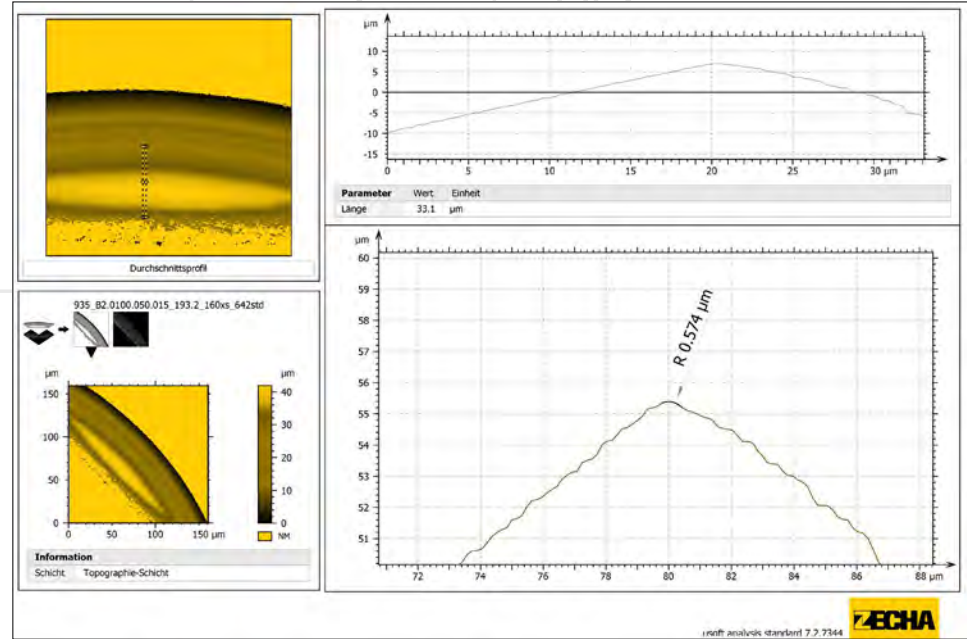 Durchschnittsprofil
µm
10
5
0
-5
-10
-15
0 5 10 15 20 25 30 µm
Parameter Wert Einheit
Länge 33.1 µm
935_B2.0100.050.015_193.2_160xs_642std
µm
150
100
50
0
0 50 100 150 µm
µm
40
30
20
10
0
NM
Information
Schicht Topographie-Schicht
µm
60
59
58
57
56
55
54
53
52
51
R 0.574 µm
72 74 76 78 80 82 84 86 88 µm
µsoft analysis standard 7.2.7344
ZECHA